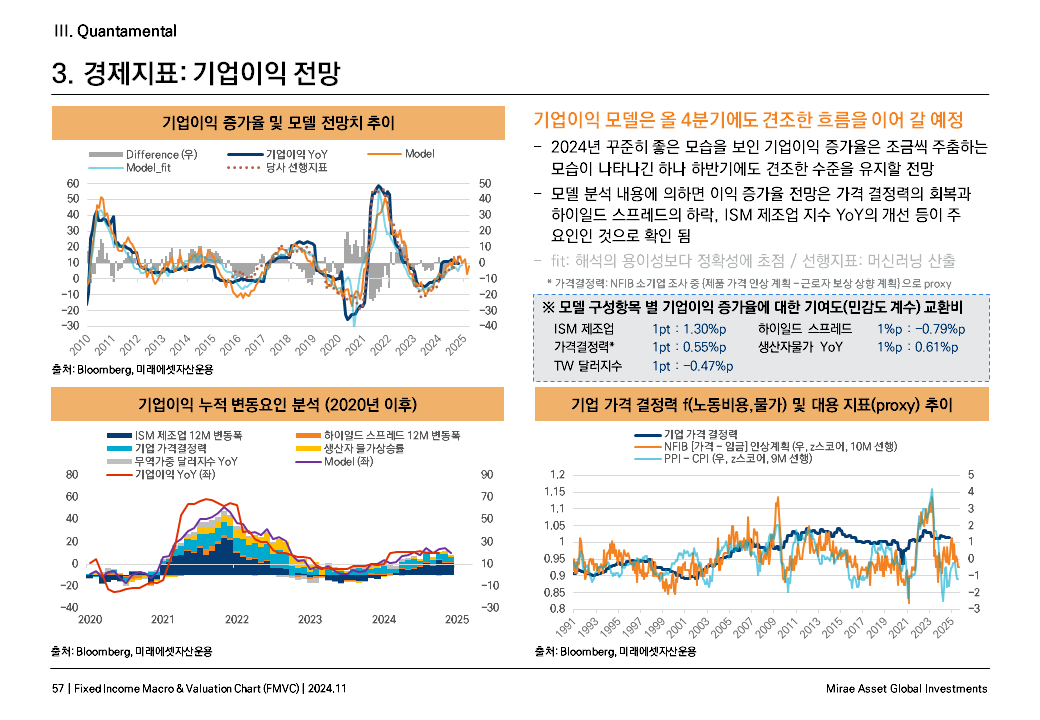 III. Quantamental
3. 경제지표: 기업이익 전망
기업이익 증가율 및 모델 전망치 추이
Difference (우)
기업이익 YoY
Model
Model_fit
당사 선행지표
60
50
40
30
20
10
0
−10
−20
−30
50
40
30
20
10
0
−10
−20
−30
−40
2010
2011
2012
2013
2014
2015
2016
2017
2018
2019
2020
2021
2022
2023
2024
2025
출처: Bloomberg, 미래에셋자산운용
기업이익 모델은 올 4분기에도 견조한 흐름을 이어 갈 예정
− 2024년 꾸준히 좋은 모습을 보인 기업이익 증가율은 조금씩 주춤하는
모습이 나타나긴 하나 하반기에도 견조한 수준을 유지할 전망
− 모델 분석 내용에 의하면 이익 증가율 전망은 가격 결정력의 회복과
하이일드 스프레드의 하락, ISM 제조업 지수 YoY의 개선 등이 주
요인인 것으로 확인 됨
− fit: 해석의 용이성보다 정확성에 초점 / 선행지표: 머신러닝 산출
* 가격결정력: NFIB 소기업 조사 중 (제품 가격 인상 계획 − 근로자 보상 상향 계획)으로 proxy
※ 모델 구성항목 별 기업이익 증가율에 대한 기여도(민감도 계수) 교환비
ISM 제조업 1pt : 1.30%p 하이일드 스프레드 1%p : −0.79%p
가격결정력* 1pt : 0.55%p 생산자물가 YoY 1%p : 0.61%p
TW 달러지수 1pt : −0.47%p
기업이익 누적 변동요인 분석 (2020년 이후)
ISM 제조업 12M 변동폭
하이일드 스프레드 12M 변동폭
기업 가격결정력
생산자 물가상승률
무역가중 달러지수 YoY
Model (좌)
기업이익 YoY (좌)
80
60
40
20
0
−20
−40
90
70
50
30
10
−10
−30
2020
2021
2022
2023
2024
2025
출처: Bloomberg, 미래에셋자산운용
기업 가격 결정력 f(노동비용,물가) 및 대용 지표(proxy) 추이
기업 가격 결정력
NFIB [가격 − 임금] 인상계획 (우, z스코어, 10M 선행)
PPI − CPI (우, z스코어, 9M 선행)
1.2
1.15
1.1
1.05
1
0.95
0.9
0.85
0.8
5
4
3
2
1
0
−1
−2
−3
1991
1993
1995
1997
1999
2001
2003
2005
2007
2009
2011
2013
2015
2017
2019
2021
2023
2025
출처: Bloomberg, 미래에셋자산운용
57 | Fixed Income Macro & Valuation Chart (FMVC) | 2024.11
Mirae Asset Global Investments